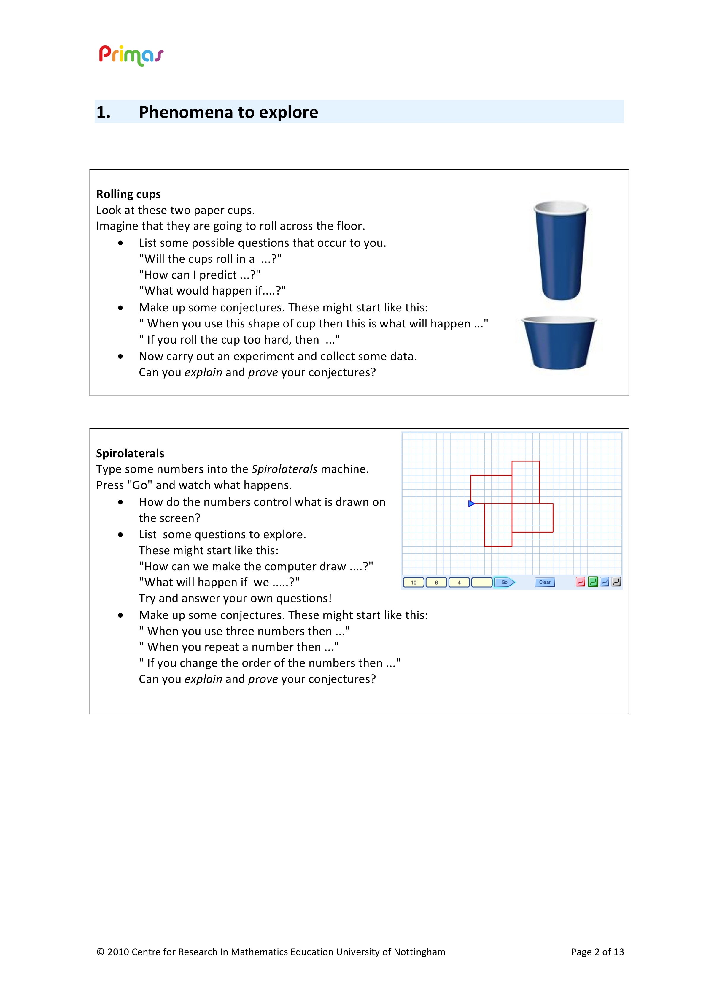 Primas
1. Phenomena to explore
Rolling cups
Look at these two paper cups.
Imagine that they are going to roll across the floor.
• List some possible questions that occur to you.
"Will the cups roll in a ...?"
"How can I predict ...?"
"What would happen if....?"
• Make up some conjectures. These might start like this:
" When you use this shape of cup then this is what will happen ..."
" If you roll the cup too hard, then ..."
• Now carry out an experiment and collect some data.
Can you explain and prove your conjectures?
Spirolaterals
Type some numbers into the Spirolaterals machine.
Press "Go" and watch what happens.
• How do the numbers control what is drawn on
the screen?
• List some questions to explore.
These might start like this:
"How can we make the computer draw ....?"
"What will happen if we .....?"
Try and answer your own questions!
• Make up some conjectures. These might start like this:
" When you use three numbers then ..."
" When you repeat a number then ..."
" If you change the order of the numbers then ..."
Can you explain and prove your conjectures?
10 6 4 Go Clear
© 2010 Centre for Research In Mathematics Education University of Nottingham Page 2 of 13